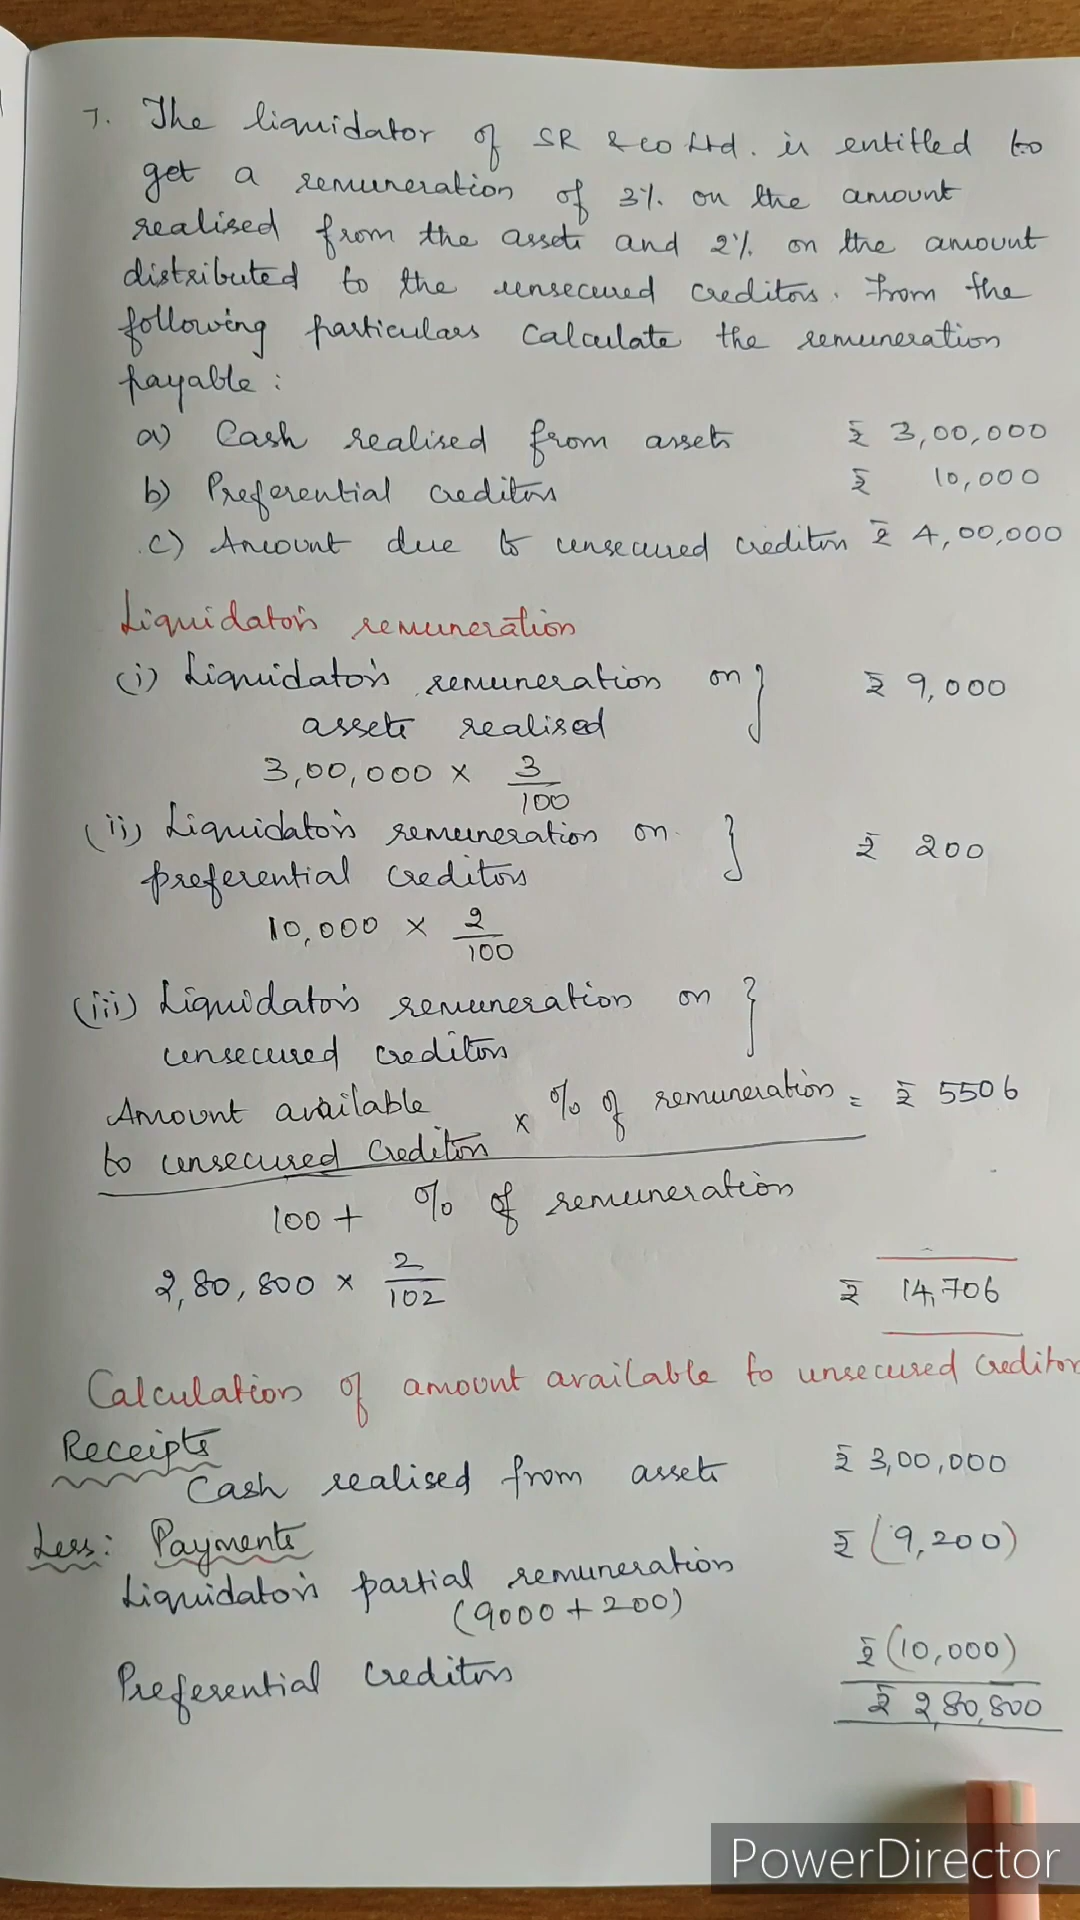 7. The liquidator of SR & co Ltd. is entitled to
get a remuneration of 3% on the amount
realised from the assets and 2% on the amount
distributed to the unsecured creditors. From the
following particulars calculate the remuneration
payable :
a) Cash realised from assets ₹ 3,00,000
b) Preferential creditors ₹ 10,000
c) Amount due to unsecured creditors ₹ 4,00,000
Liquidator's remuneration
(i) Liquidator's remuneration on } ₹ 9,000
assets realised
3,00,000 × 3/100
(ii) Liquidator's remuneration on } ₹ 200
preferential creditors
10,000 × 2/100
(iii) Liquidator's remuneration on }
unsecured creditors
Amount available
to unsecured creditors × % of remuneration = ₹ 5506
100 + % of remuneration
2,80,800 × 2/102
₹ 14,706
Calculation of amount available to unsecured creditor
Receipts
Cash realised from assets ₹ 3,00,000
Less: Payments
Liquidator's partial remuneration ₹ (9,200)
(9000 + 200)
Preferential creditors ₹ (10,000)
₹ 2,80,800
PowerDirector